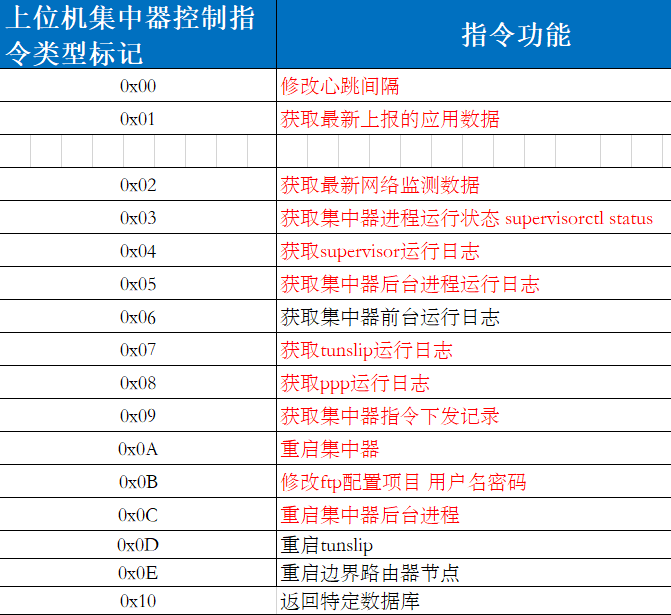 上位机集中器控制指令类型标记 指令功能
0x00 修改心跳间隔
0x01 获取最新上报的应用数据
0x02 获取最新网络监测数据
0x03 获取集中器进程运行状态 supervisorctl status
0x04 获取supervisor运行日志
0x05 获取集中器后台进程运行日志
0x06 获取集中器前台运行日志
0x07 获取tunslip运行日志
0x08 获取ppp运行日志
0x09 获取集中器指令下发记录
0x0A 重启集中器
0x0B 修改ftp配置项目 用户名密码
0x0C 重启集中器后台进程
0x0D 重启tunslip
0x0E 重启边界路由器节点
0x10 返回特定数据库